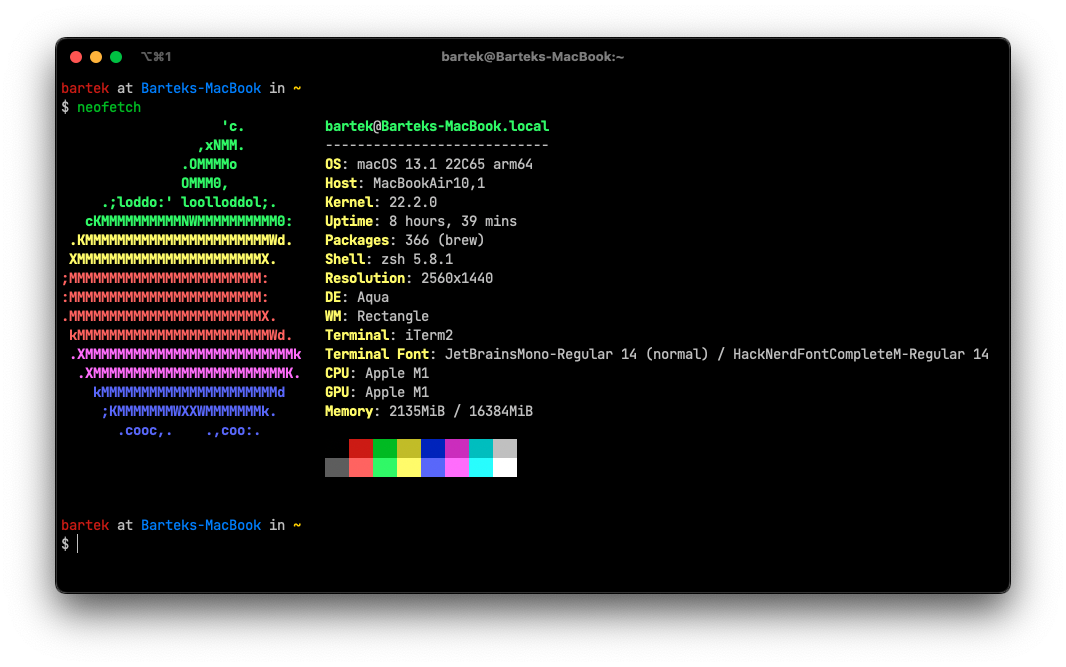 ⌥⌘1 bartek@Barteks-MacBook:~
bartek at Barteks-MacBook in ~
$ neofetch
                    'c.          bartek@Barteks-MacBook.local
                 ,xNMM.          ----------------------------
               .OMMMMo           OS: macOS 13.1 22C65 arm64
               OMMM0,            Host: MacBookAir10,1
     .;loddo:' loolloddol;.      Kernel: 22.2.0
   cKMMMMMMMMMMNWMMMMMMMMMM0:    Uptime: 8 hours, 39 mins
 .KMMMMMMMMMMMMMMMMMMMMMMMWd.    Packages: 366 (brew)
 XMMMMMMMMMMMMMMMMMMMMMMMX.      Shell: zsh 5.8.1
;MMMMMMMMMMMMMMMMMMMMMMMM:       Resolution: 2560x1440
:MMMMMMMMMMMMMMMMMMMMMMMM:       DE: Aqua
.MMMMMMMMMMMMMMMMMMMMMMMMX.      WM: Rectangle
 kMMMMMMMMMMMMMMMMMMMMMMMMWd.    Terminal: iTerm2
 .XMMMMMMMMMMMMMMMMMMMMMMMMMMk   Terminal Font: JetBrainsMono-Regular 14 (normal) / HackNerdFontCompleteM-Regular 14
  .XMMMMMMMMMMMMMMMMMMMMMMMMK.   CPU: Apple M1
    kMMMMMMMMMMMMMMMMMMMMMMd     GPU: Apple M1
     ;KMMMMMMMWXXWMMMMMMMk.      Memory: 2135MiB / 16384MiB
       .cooc,.    .,coo:.
bartek at Barteks-MacBook in ~
$